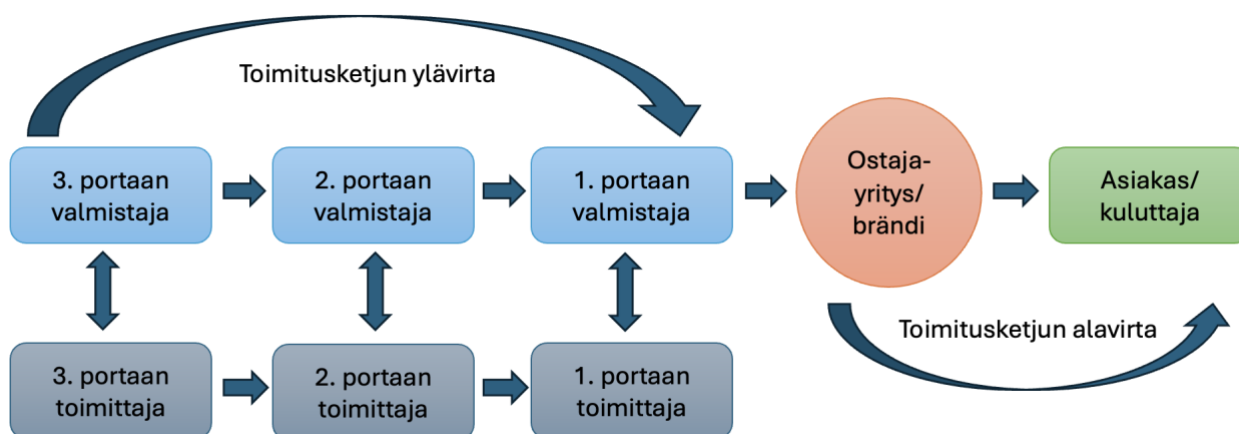 Toimitusketjun ylävirta
3. portaan
valmistaja
2. portaan
valmistaja
1. portaan
valmistaja
Ostaja-
yritys/
brändi
Asiakas/
kuluttaja
Toimitusketjun alavirta
3. portaan
toimittaja
2. portaan
toimittaja
1. portaan
toimittaja